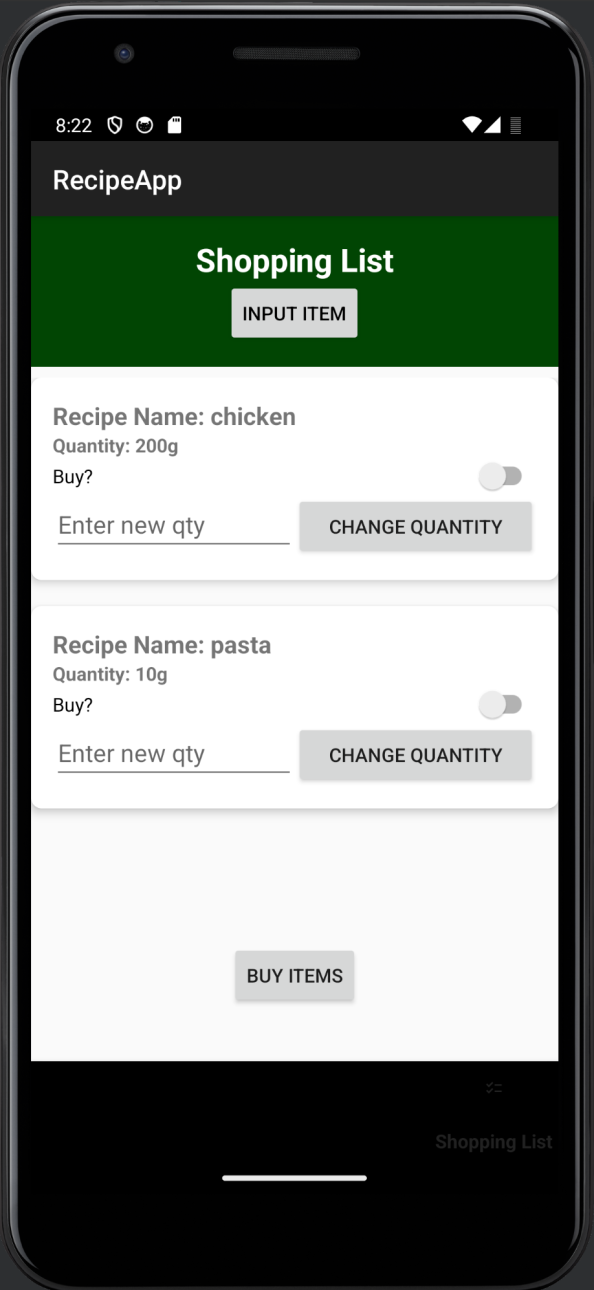 8:22
RecipeApp
Shopping List
INPUT ITEM
Recipe Name: chicken
Quantity: 200g
Buy?
Enter new qty CHANGE QUANTITY
Recipe Name: pasta
Quantity: 10g
Buy?
Enter new qty CHANGE QUANTITY
BUY ITEMS
Shopping List